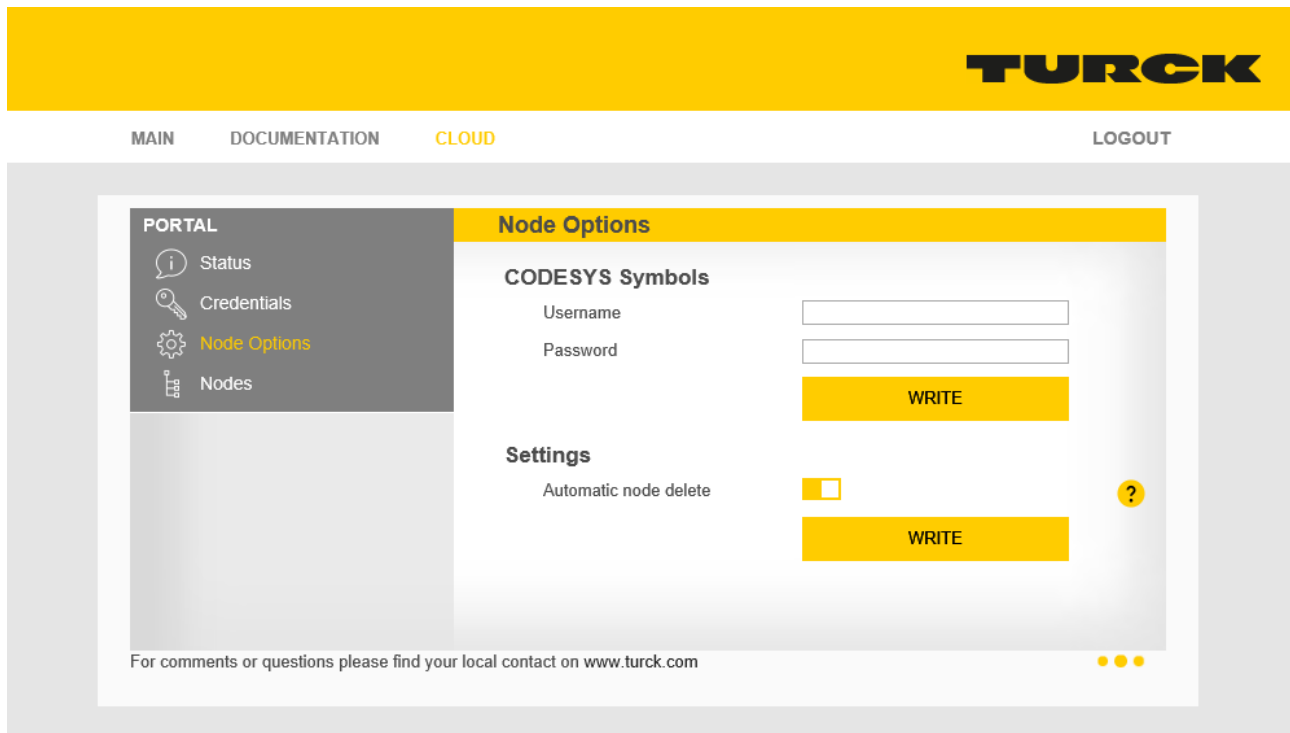 TURCK
MAIN DOCUMENTATION CLOUD LOGOUT
PORTAL
Status
Credentials
Node Options
Nodes
Node Options
CODESYS Symbols
Username
Password
WRITE
Settings
Automatic node delete
?
WRITE
For comments or questions please find your local contact on www.turck.com